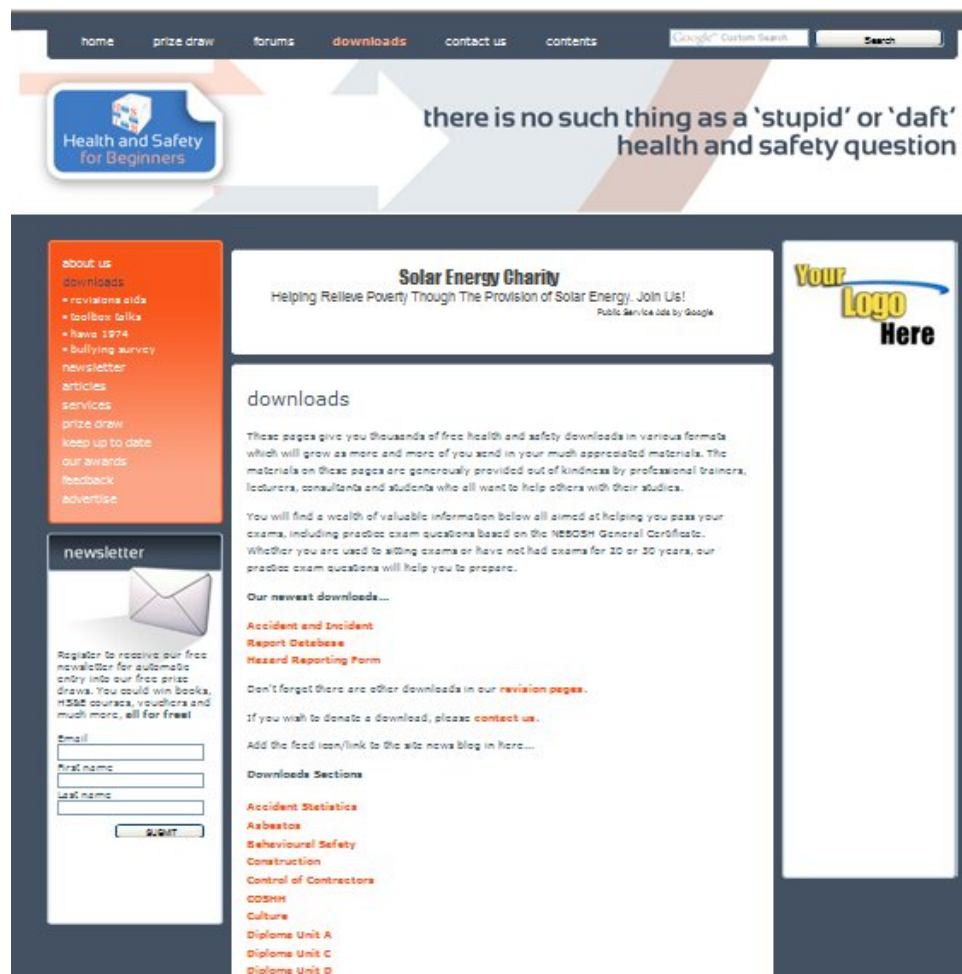 home prize draw forums downloads contact us contents Google™ Custom Search Search
Health and Safety
for Beginners
there is no such thing as a ‘stupid’ or ‘daft’
health and safety question
about us
downloads
• revisions aids
• toolbox talks
• hawa 1974
• bullying survey
newsletter
articles
services
prize draw
keep up to date
our awards
feedback
advertise
newsletter
Register to receive our free
newsletter for automatic
entry into our free prize
draws. You could win books,
HS&E courses, vouchers and
much more, all for free!
Email
First name
Last name
SUBMIT
Solar Energy Charity
Helping Relieve Poverty Though The Provision of Solar Energy. Join Us!
Public Service Ads by Google
downloads
These pages give you thousands of free health and safety downloads in various formats
which will grow as more and more of you send in your much appreciated materials. The
materials on these pages are generously provided out of kindness by professional trainers,
lecturers, consultants and students who all want to help others with their studies.
You will find a wealth of valuable information below all aimed at helping you pass your
exams, including practice exam questions based on the NEBOSH General Certificate.
Whether you are used to sitting exams or have not had exams for 20 or 30 years, our
practice exam questions will help you to prepare.
Our newest downloads...
Accident and Incident
Report Database
Hazard Reporting Form
Don't forget there are other downloads in our revision pages.
If you wish to donate a download, please contact us.
Add the feed icon/link to the site news blog in here...
Downloads Sections
Accident Statistics
Asbestos
Behavioural Safety
Construction
Control of Contractors
COSHH
Culture
Diploma Unit A
Diploma Unit C
Diploma Unit D
Your
Logo
Here